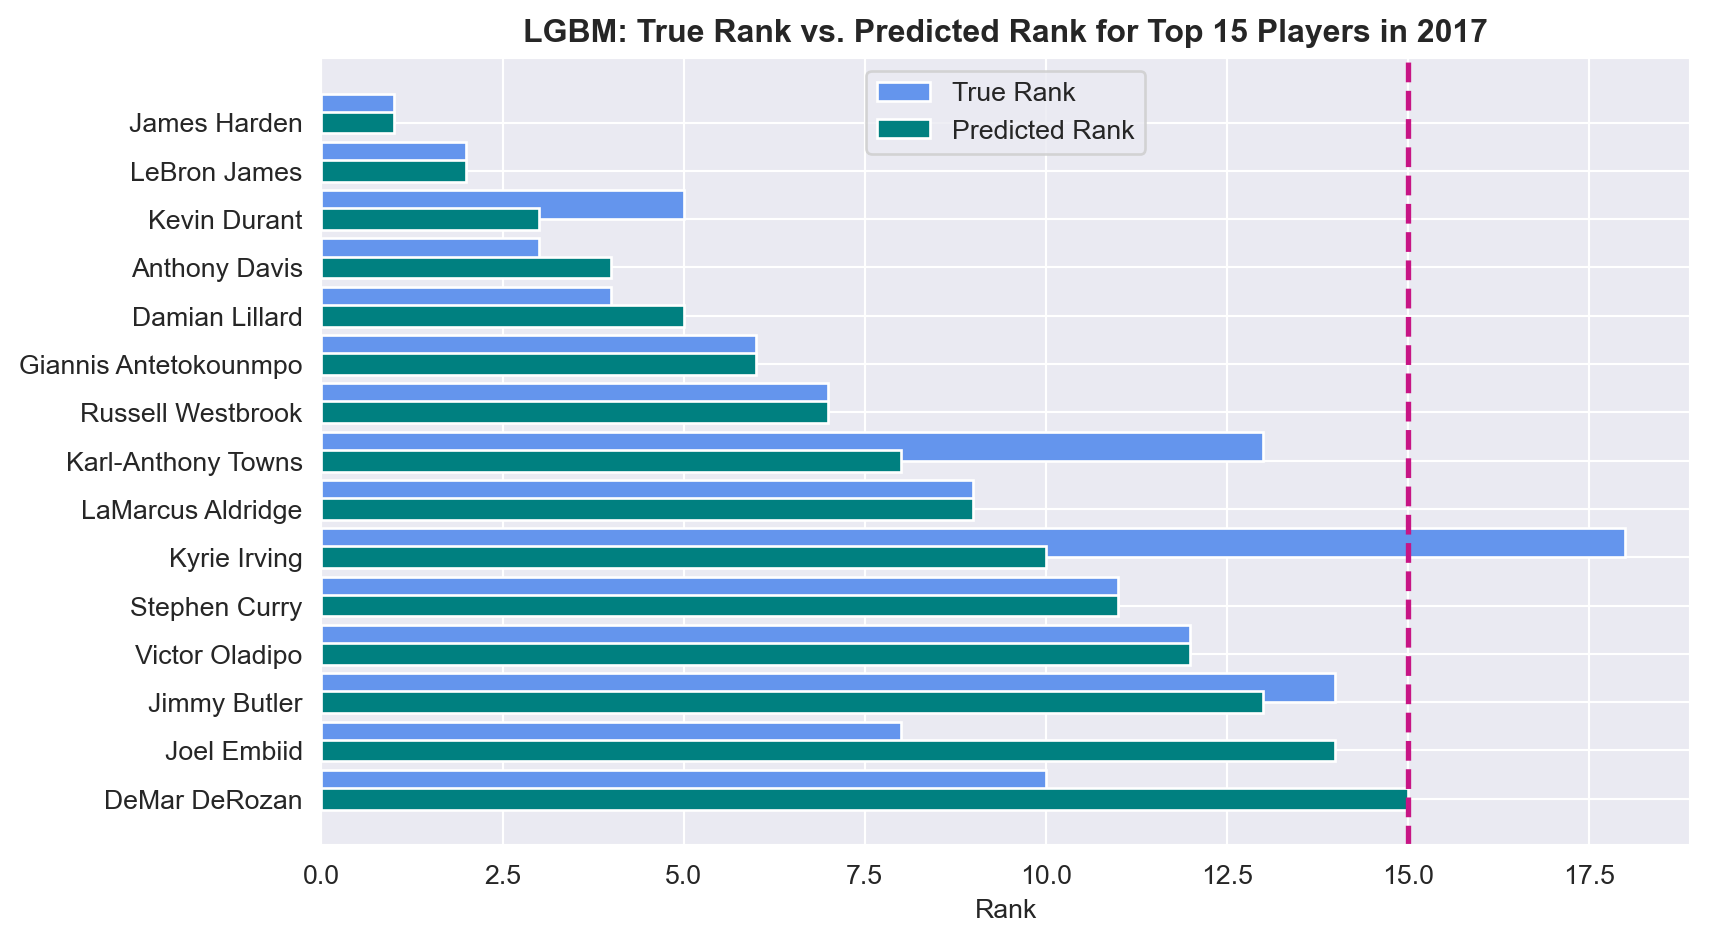 LGBM: True Rank vs. Predicted Rank for Top 15 Players in 2017
True Rank
Predicted Rank
James Harden
LeBron James
Kevin Durant
Anthony Davis
Damian Lillard
Giannis Antetokounmpo
Russell Westbrook
Karl-Anthony Towns
LaMarcus Aldridge
Kyrie Irving
Stephen Curry
Victor Oladipo
Jimmy Butler
Joel Embiid
DeMar DeRozan
0.0 2.5 5.0 7.5 10.0 12.5 15.0 17.5
Rank